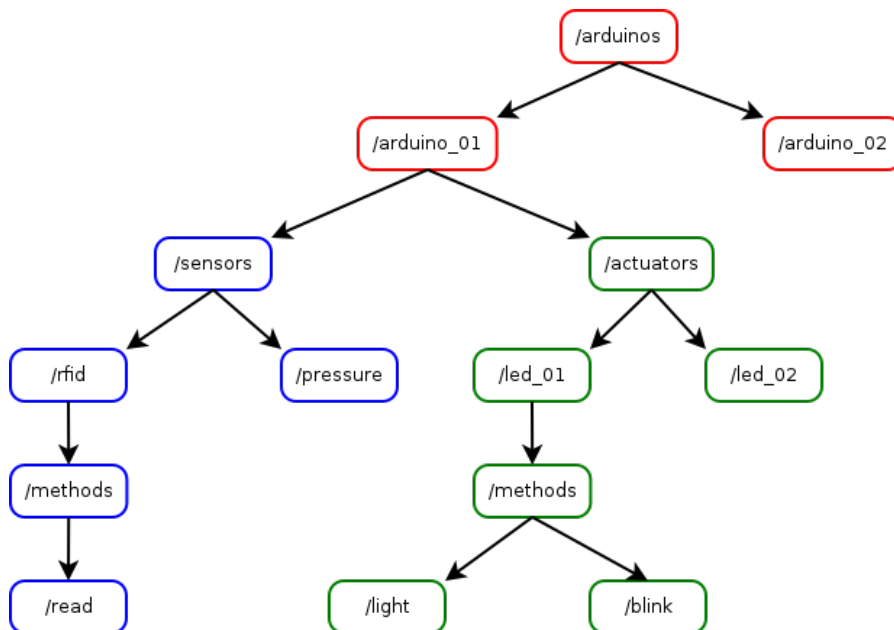 /arduinos
/arduino_01
/arduino_02
/sensors
/actuators
/rfid
/pressure
/led_01
/led_02
/methods
/methods
/read
/light
/blink